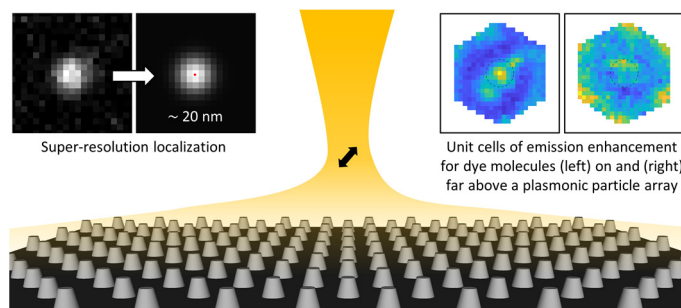 ~ 20 nm
Super-resolution localization
Unit cells of emission enhancement
for dye molecules (left) on and (right)
far above a plasmonic particle array